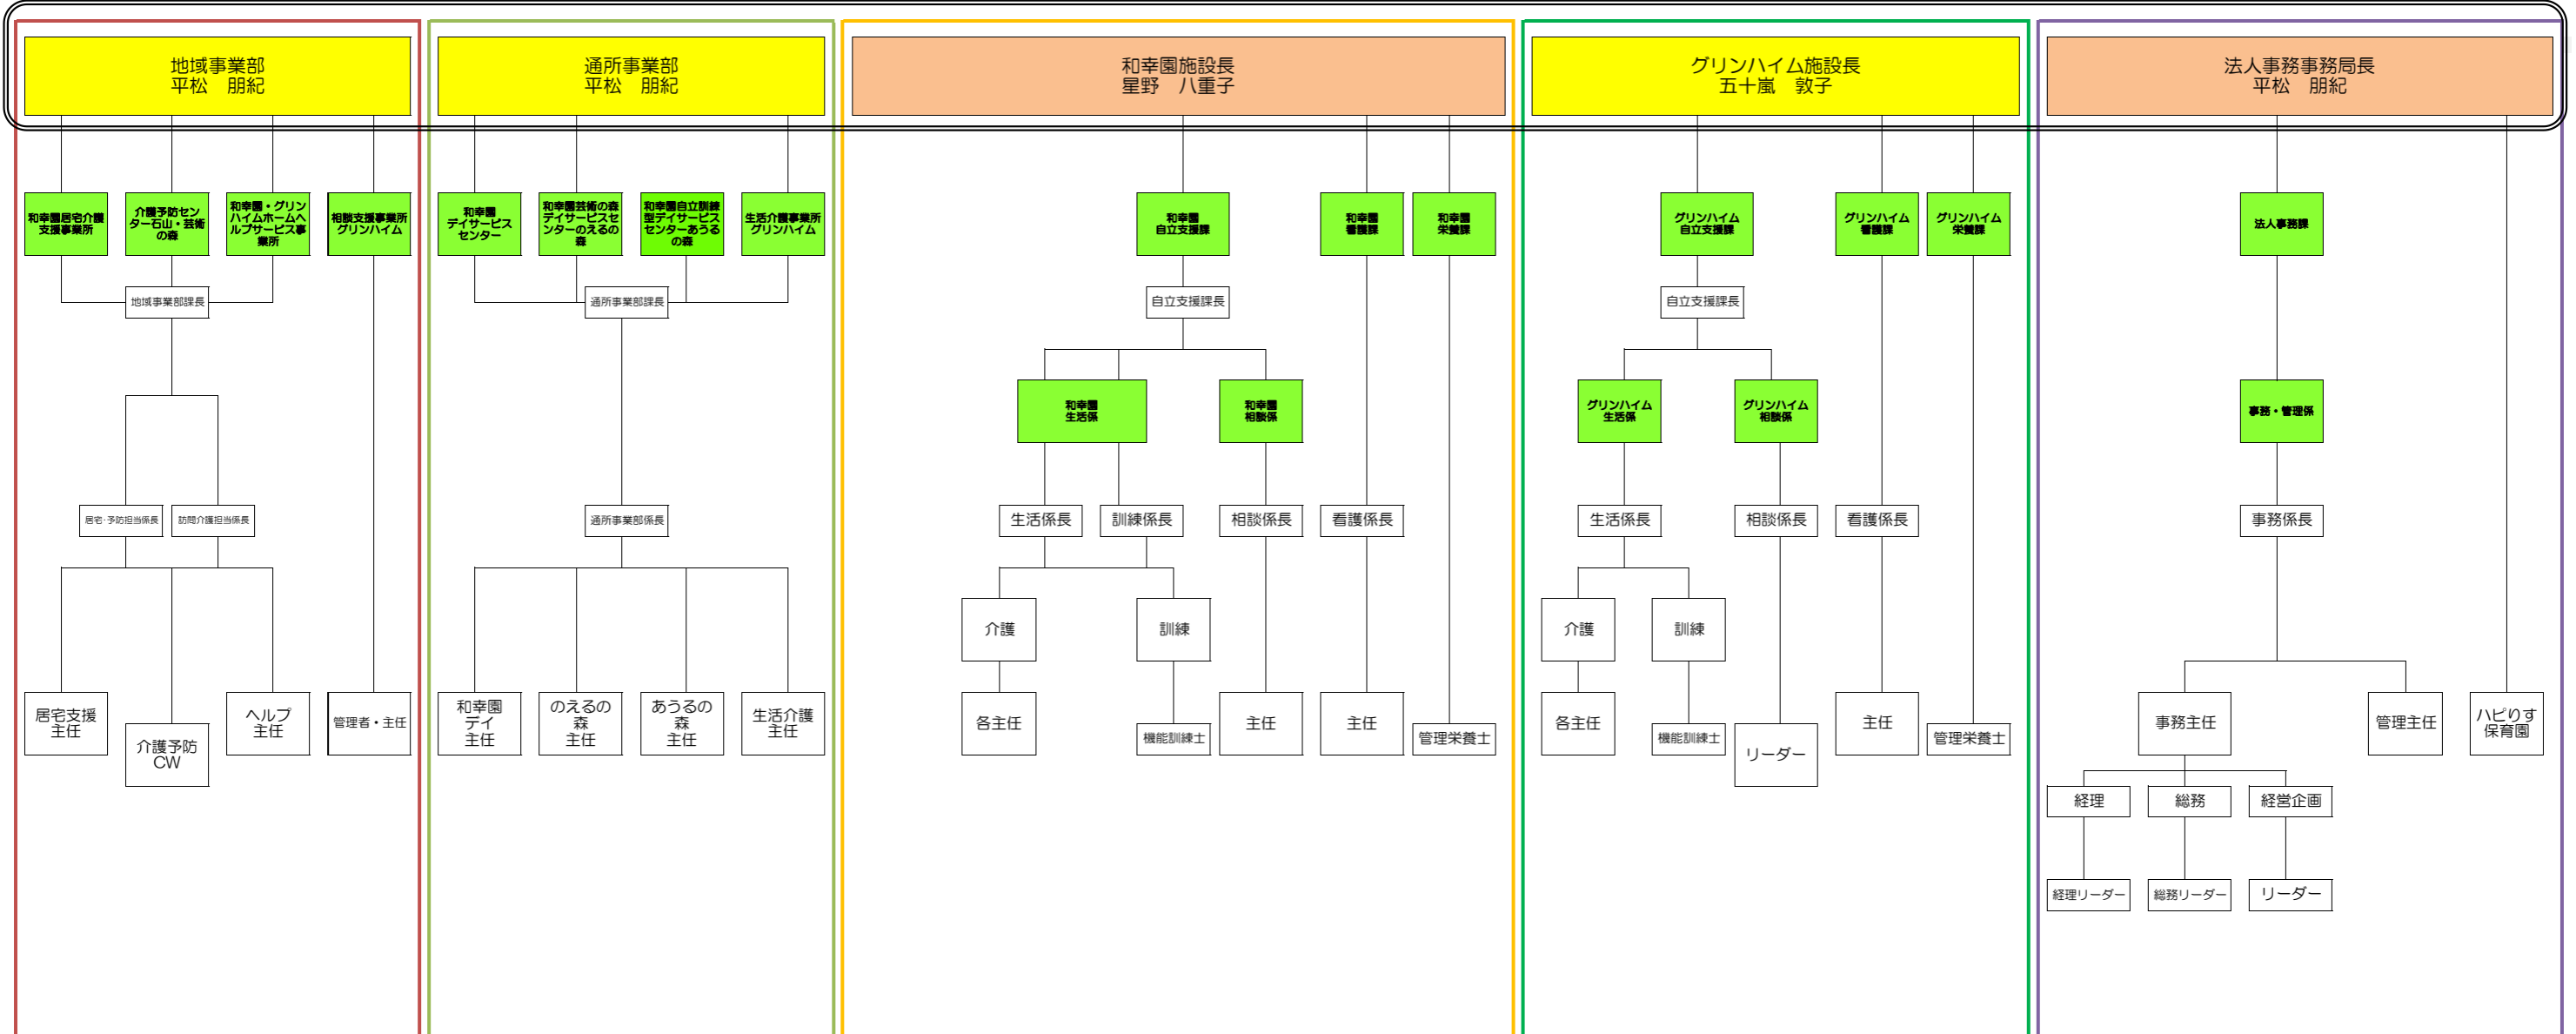 地域事業部
平松　朋紀
通所事業部
平松　朋紀
和幸園施設長
星野　八重子
グリンハイム施設長
五十嵐　敦子
法人事務事務局長
平松　朋紀
和幸園居宅介護
支援事業所
介護予防セン
ター石山・芸術
の森
和幸園・グリン
ハイムホームヘ
ルプサービス事
業所
相談支援事業所
グリンハイム
和幸園
デイサービス
センター
和幸園芸術の森
デイサービスセ
ンターのえるの
森
和幸園自立訓練
型デイサービス
センターあうる
の森
生活介護事業所
グリンハイム
和幸園
自立支援課
和幸園
看護課
和幸園
栄養課
グリンハイム
自立支援課
グリンハイム
看護課
グリンハイム
栄養課
法人事務課
地域事業部課長
通所事業部課長
自立支援課長
自立支援課長
和幸園
生活係
和幸園
相談係
グリンハイム
生活係
グリンハイム
相談係
事務・管理係
居宅・予防担当係長
訪問介護担当係長
通所事業部係長
生活係長
訓練係長
相談係長
看護係長
生活係長
相談係長
看護係長
事務係長
介護
訓練
介護
訓練
居宅支援
主任
介護予防
CW
ヘルプ
主任
管理者・主任
和幸園
デイ
主任
のえるの
森
主任
あうるの
森
主任
生活介護
主任
各主任
機能訓練士
主任
主任
管理栄養士
各主任
機能訓練士
リーダー
主任
管理栄養士
事務主任
管理主任
ハピりす
保育園
経理
総務
経営企画
経理リーダー
総務リーダー
リーダー